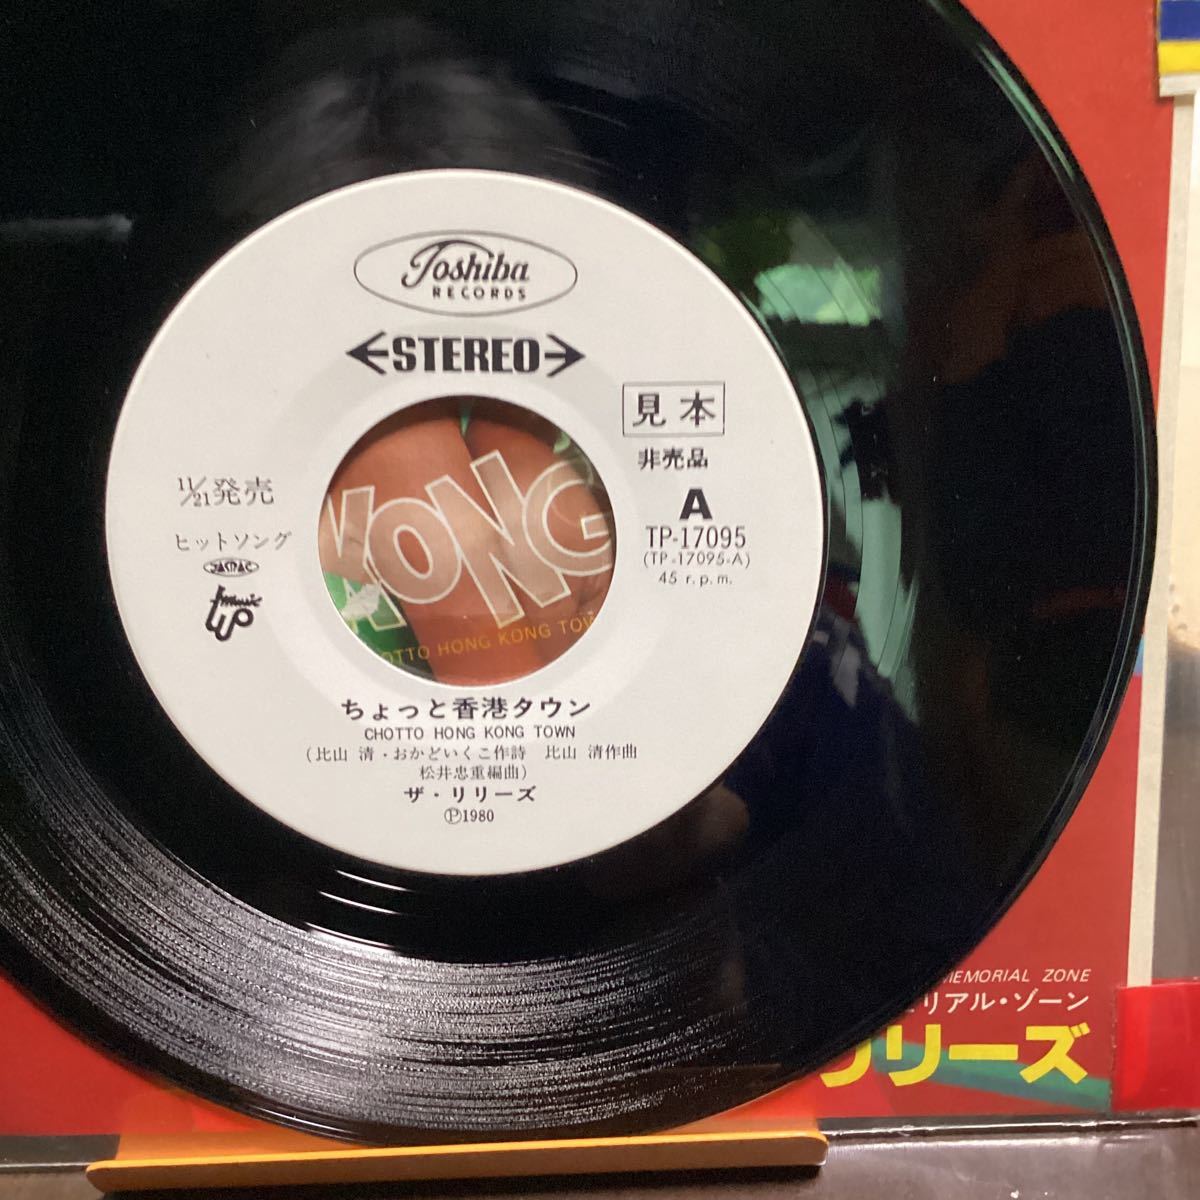 Toshiba
RECORDS
STEREO
見本
非売品
11/21発売
A
ヒットソング
TP-17095
JASRAC
(TP-17095-A)
45 r.p.m.
KONG
CHOTTO HONG KONG TOW
ちょっと香港タウン
CHOTTO HONG KONG TOWN
(比山 清・おかどいくこ作詩 比山 清作曲
松井忠重編曲)
ザ・リリーズ
Ⓟ1980
MEMORIAL ZONE
リアル・ゾーン
リリーズ